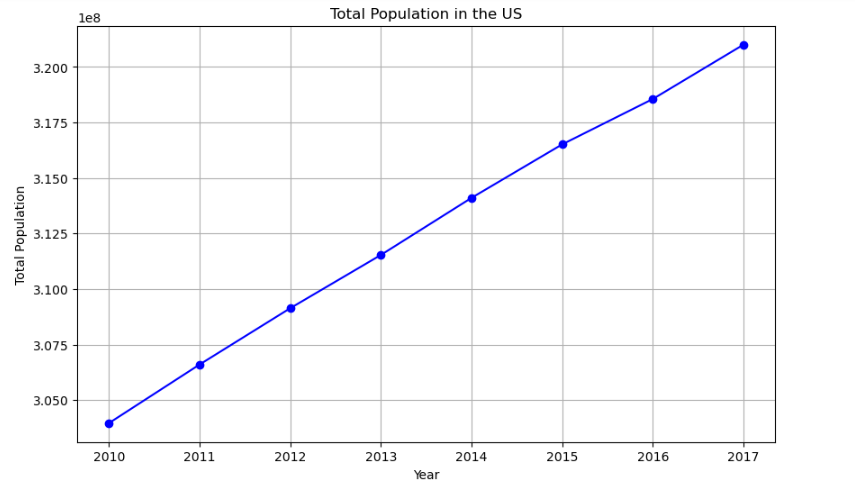 Total Population in the US
1e8
3.200
3.175
3.150
3.125
3.100
3.075
3.050
Total Population
2010 2011 2012 2013 2014 2015 2016 2017
Year